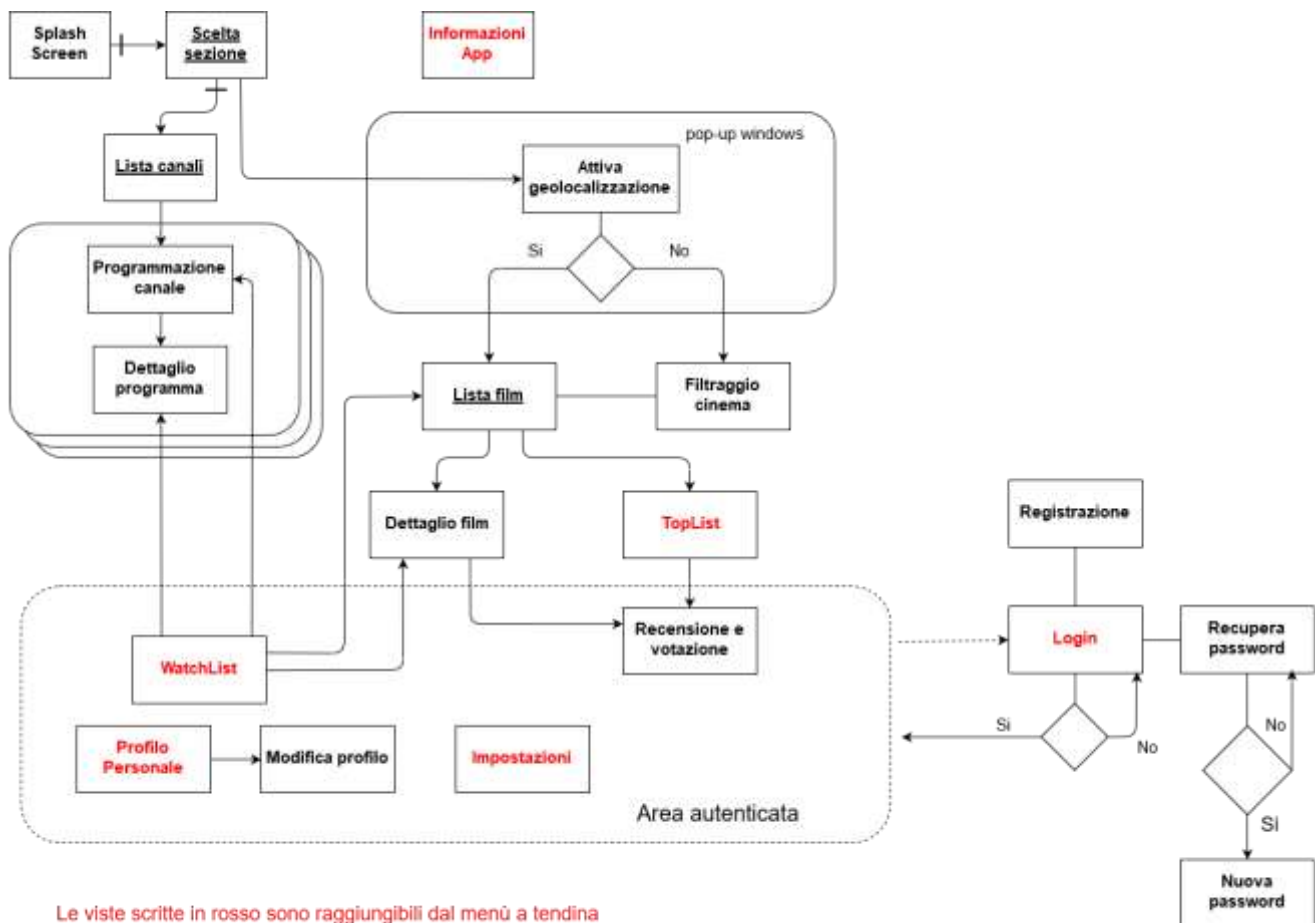 Splash
Screen
Scelta
sezione
Informazioni
App
pop-up windows
Lista canali
Attiva
geolocalizzazione
Si
No
Programmazione
canale
Dettaglio
programma
Lista film
Filtraggio
cinema
Dettaglio film
TopList
Registrazione
WatchList
Recensione e
votazione
Login
Recupera
password
Si
No
No
Profilo
Personale
Modifica profilo
Impostazioni
Area autenticata
Si
Nuova
password
Le viste scritte in rosso sono raggiungibili dal menù a tendina